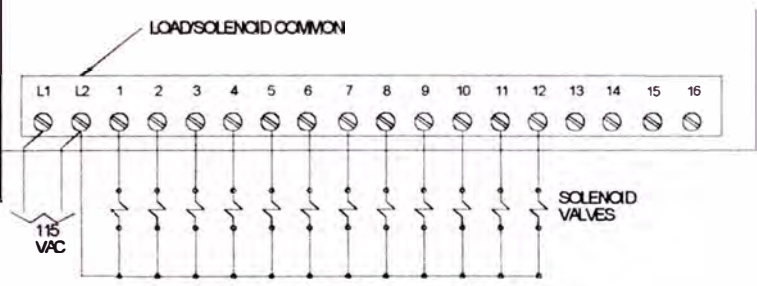 LOAD/SOLENOID COMMON
L1 L2 1 2 3 4 5 6 7 8 9 10 11 12 13 14 15 16
SOLENOID
VALVES
115
VAC